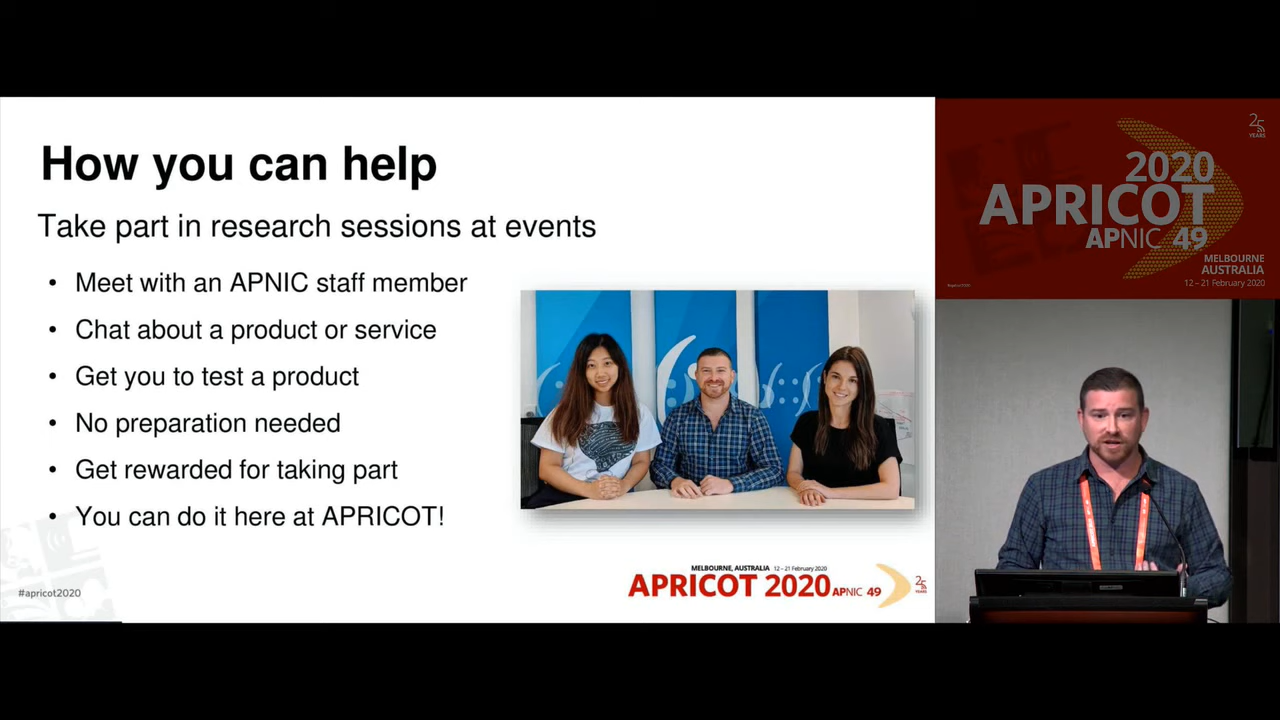 How you can help
Take part in research sessions at events
• Meet with an APNIC staff member
• Chat about a product or service
• Get you to test a product
• No preparation needed
• Get rewarded for taking part
• You can do it here at APRICOT!
#apricot2020
MELBOURNE, AUSTRALIA 12 – 21 February 2020
APRICOT 2020 APNIC 49
25 YEARS
25
YEARS
2020
APRICOT
APNIC 49
MELBOURNE
AUSTRALIA
12 – 21 February 2020
#apricot2020